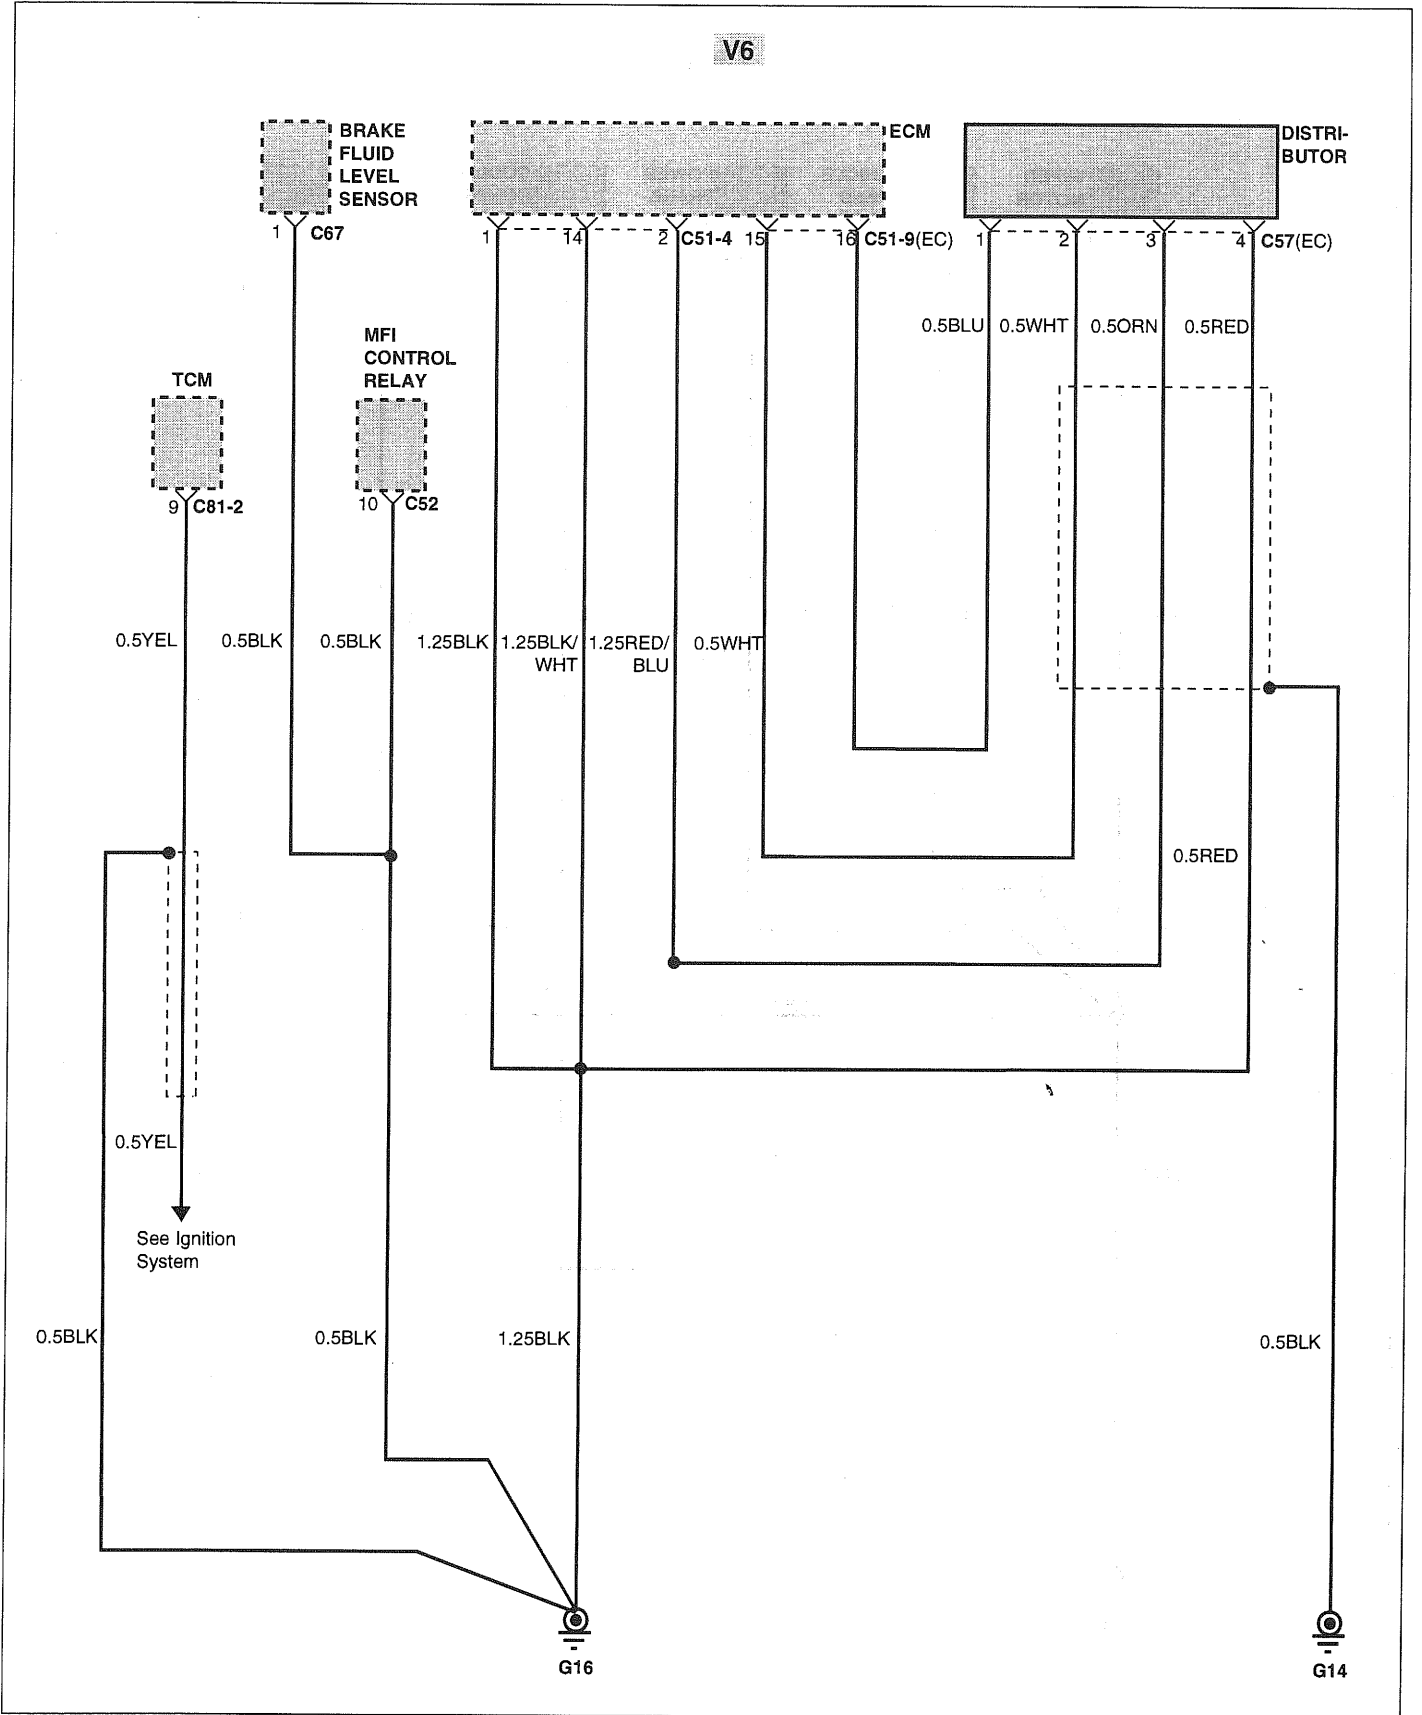 V6
BRAKE
FLUID
LEVEL
SENSOR
ECM
DISTRI-
BUTOR
1 C67
1 14 2 C51-4 15 16 C51-9(EC)
1 2 3 4 C57(EC)
0.5BLU 0.5WHT 0.5ORN 0.5RED
MFI
CONTROL
RELAY
TCM
9 C81-2
10 C52
0.5YEL 0.5BLK 0.5BLK 1.25BLK 1.25BLK/ 1.25RED/ 0.5WHT
WHT BLU
0.5RED
0.5YEL
See Ignition
System
0.5BLK 0.5BLK 1.25BLK 0.5BLK
G16
G14